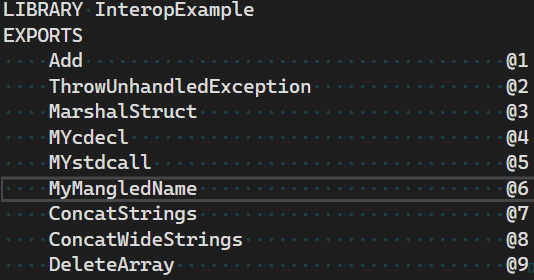 LIBRARY InteropExample
EXPORTS
Add @1
ThrowUnhandledException @2
MarshalStruct @3
MYcdecl @4
MYstdcall @5
MyMangledName @6
ConcatStrings @7
ConcatWideStrings @8
DeleteArray @9